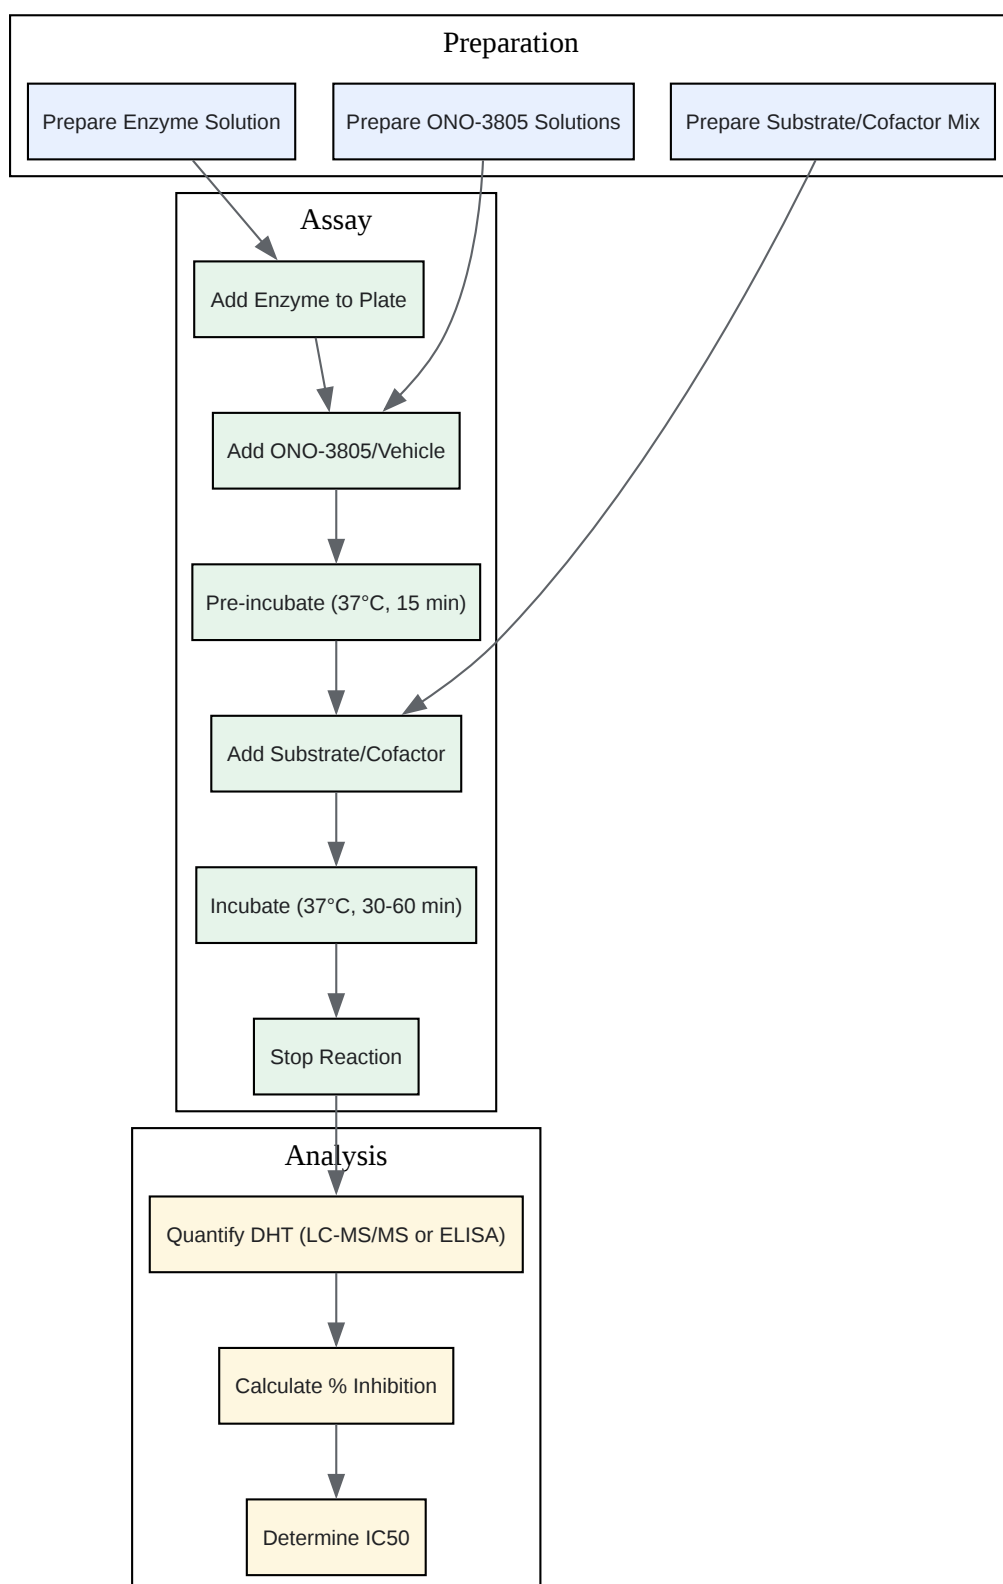 Preparation
Prepare Enzyme Solution
Prepare ONO-3805 Solutions
Prepare Substrate/Cofactor Mix
Assay
Add Enzyme to Plate
Add ONO-3805/Vehicle
Pre-incubate (37°C, 15 min)
Add Substrate/Cofactor
Incubate (37°C, 30-60 min)
Stop Reaction
Analysis
Quantify DHT (LC-MS/MS or ELISA)
Calculate % Inhibition
Determine IC50